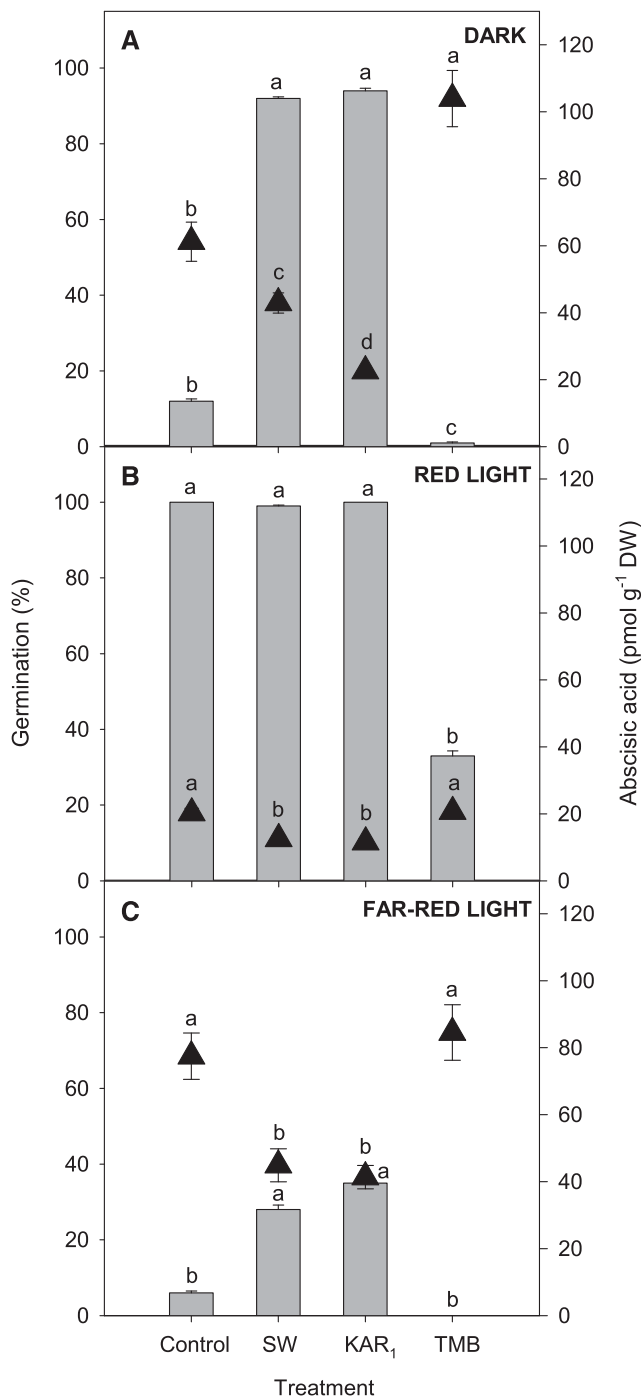 A
DARK
120
100
a
a
a
100
80
80
b
60
60
c
40
40
d
20
b
20
c
0
0
B
RED LIGHT
120
100
a
a
a
100
80
80
60
60
40
b
40
a
b
b
a
20
20
0
0
C
FAR-RED LIGHT
120
100
100
a
a
80
80
60
60
b
b
40
a
a
40
20
20
b
b
0
0
Control SW KAR₁ TMB
Treatment
Germination (%)
Abscisic acid (pmol g⁻¹ DW)